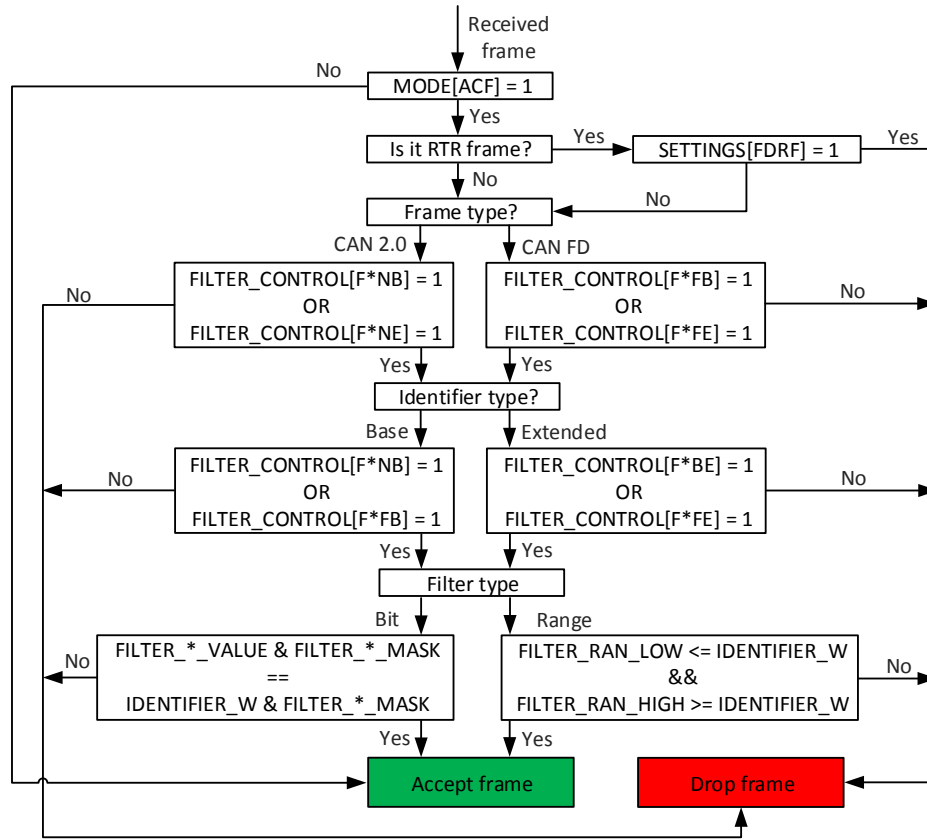 Received
frame
No
MODE[ACF] = 1
Yes
Is it RTR frame?
Yes
SETTINGS[FDRF] = 1
Yes
No
No
Frame type?
CAN 2.0
CAN FD
No
FILTER_CONTROL[F*NB] = 1
OR
FILTER_CONTROL[F*NE] = 1
FILTER_CONTROL[F*FB] = 1
OR
FILTER_CONTROL[F*FE] = 1
No
Yes
Yes
Identifier type?
Base
Extended
No
FILTER_CONTROL[F*NB] = 1
OR
FILTER_CONTROL[F*FB] = 1
FILTER_CONTROL[F*BE] = 1
OR
FILTER_CONTROL[F*FE] = 1
No
Yes
Yes
Filter type
Bit
Range
No
FILTER_*_VALUE & FILTER_*_MASK
==
IDENTIFIER_W & FILTER_*_MASK
FILTER_RAN_LOW <= IDENTIFIER_W
&&
FILTER_RAN_HIGH >= IDENTIFIER_W
No
Yes
Yes
Accept frame
Drop frame